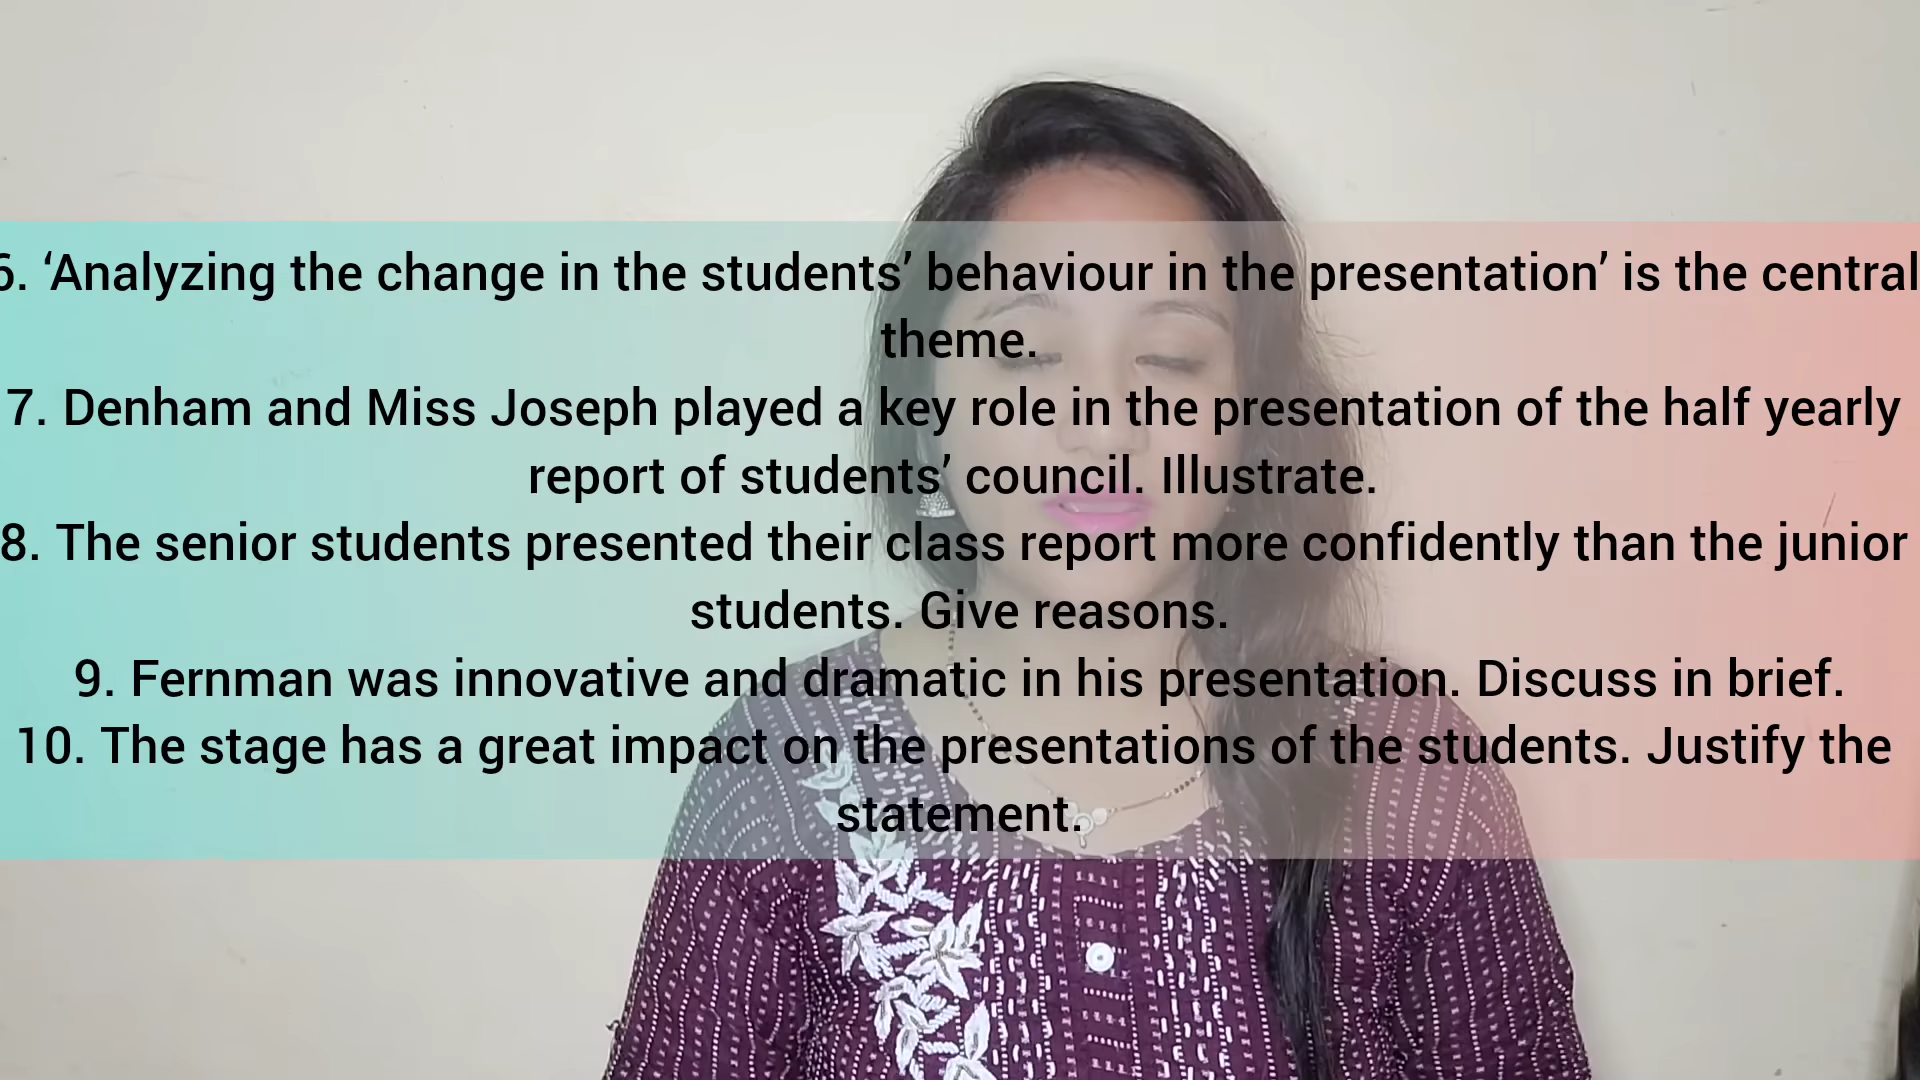 6. ‘Analyzing the change in the students’ behaviour in the presentation’ is the central
theme.
7. Denham and Miss Joseph played a key role in the presentation of the half yearly
report of students’ council. Illustrate.
8. The senior students presented their class report more confidently than the junior
students. Give reasons.
9. Fernman was innovative and dramatic in his presentation. Discuss in brief.
10. The stage has a great impact on the presentations of the students. Justify the
statement.